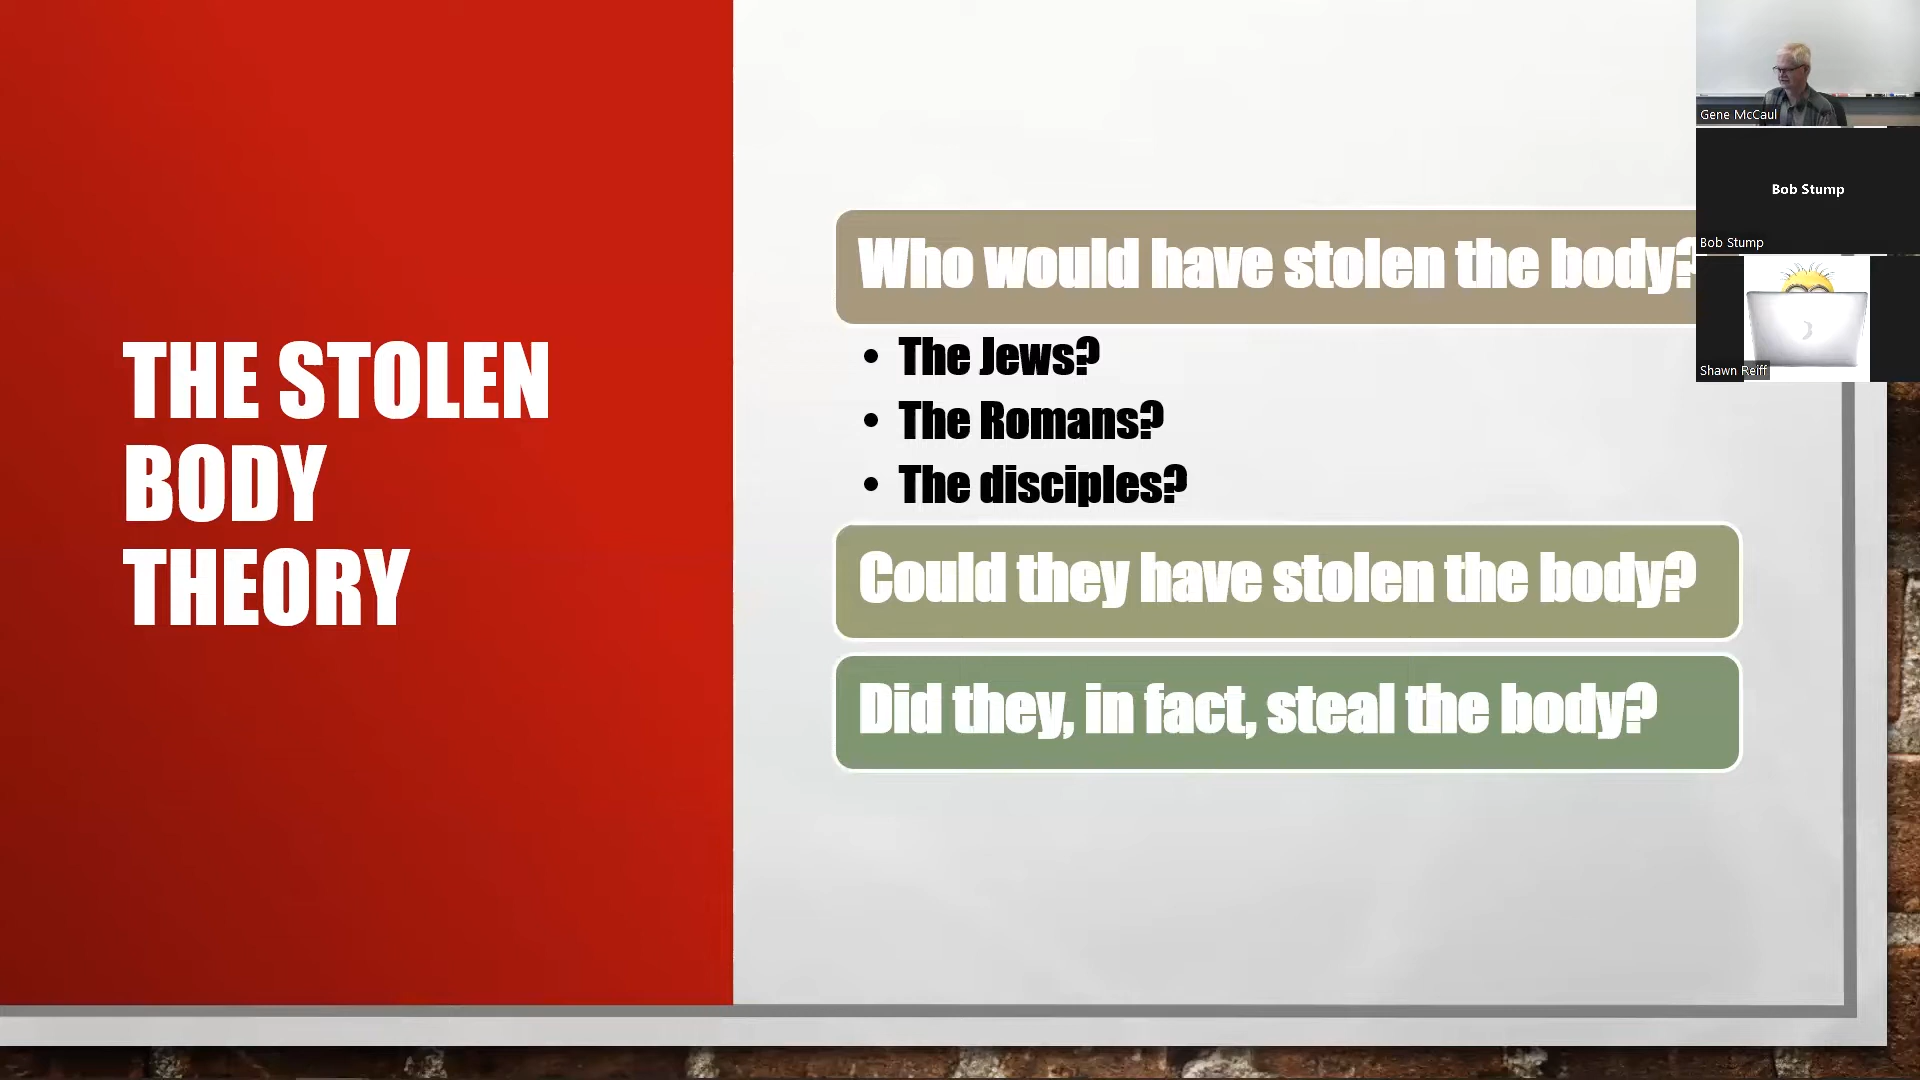 THE STOLEN
BODY
THEORY
Who would have stolen the body?
• The Jews?
• The Romans?
• The disciples?
Could they have stolen the body?
Did they, in fact, steal the body?
Gene McCaul
Bob Stump
Bob Stump
Shawn Reiff